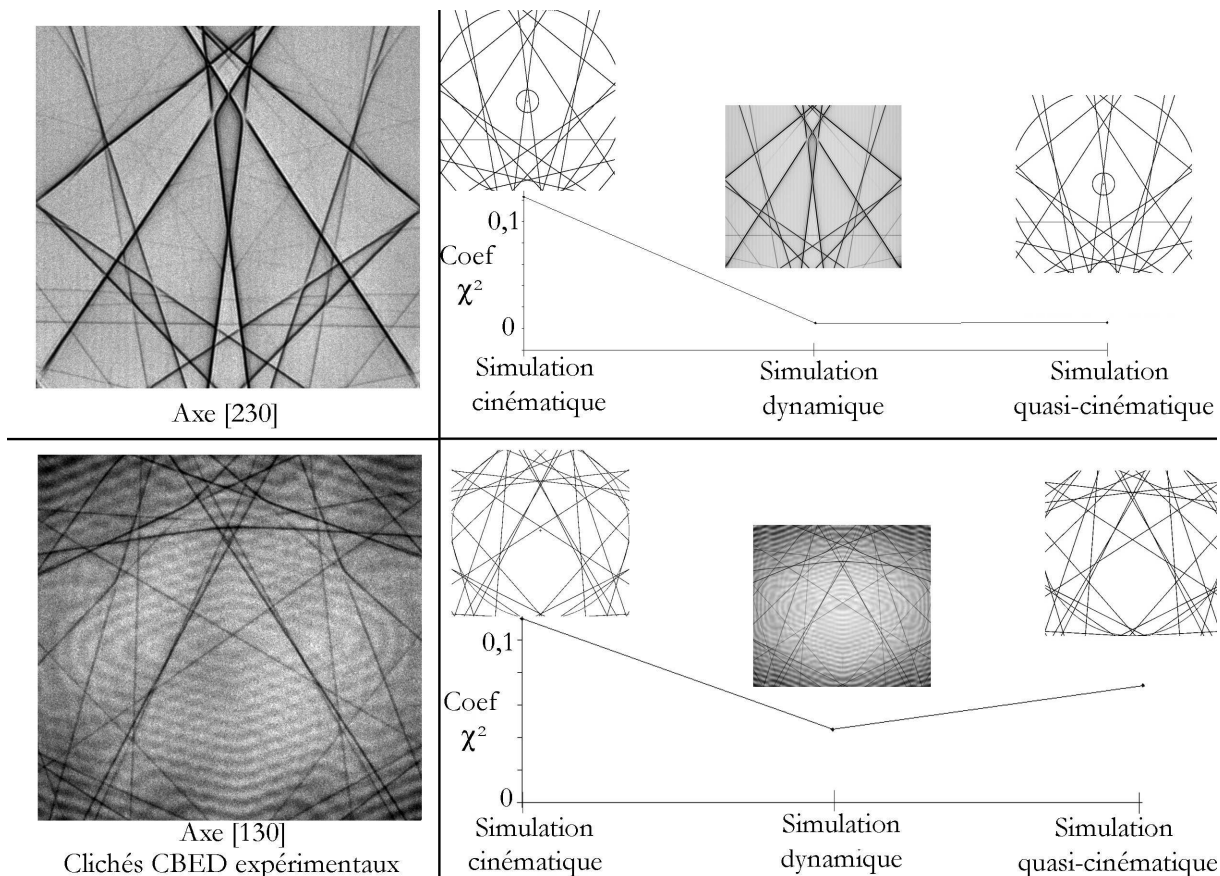 Axe [230]
0,1
Coef
χ²
0
Simulation
cinématique
Simulation
dynamique
Simulation
quasi-cinématique
Axe [130]
Clichés CBED expérimentaux
0,1
Coef
χ²
0
Simulation
cinématique
Simulation
dynamique
Simulation
quasi-cinématique